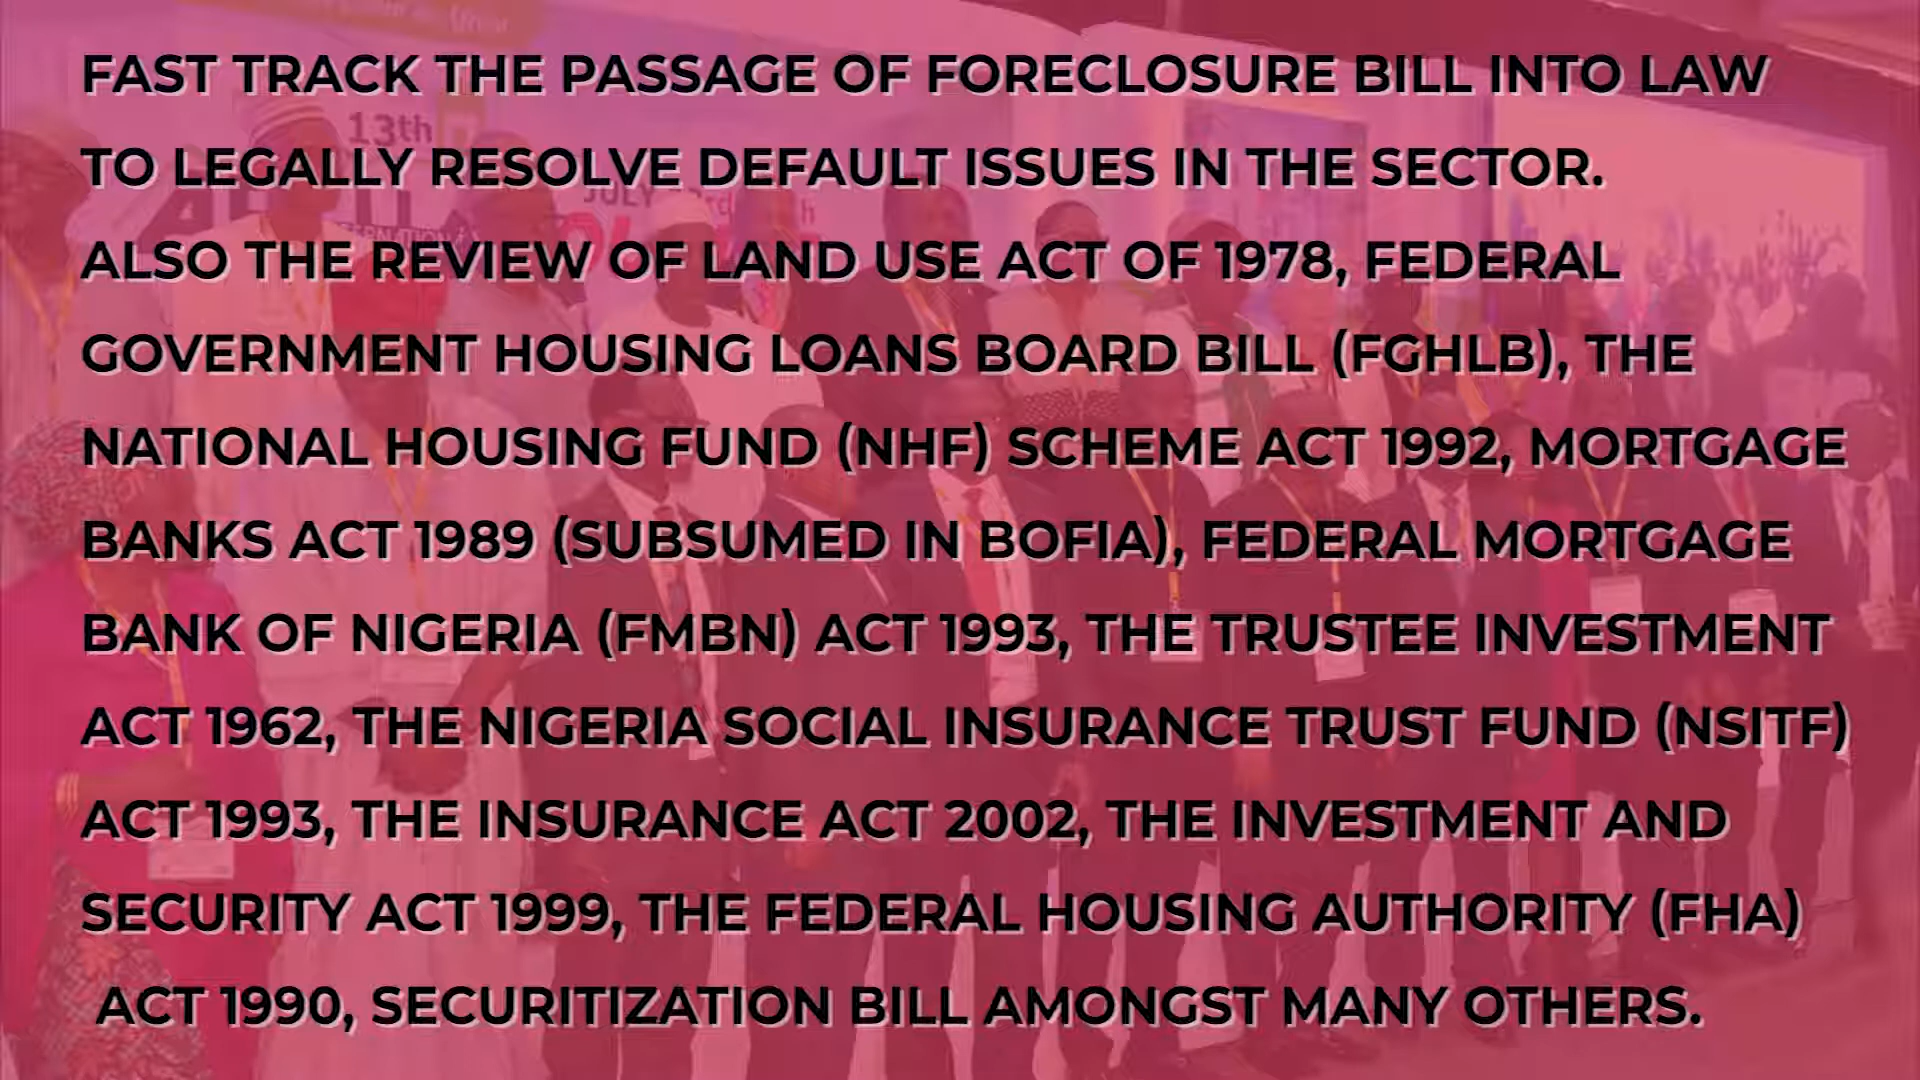 FAST TRACK THE PASSAGE OF FORECLOSURE BILL INTO LAW
TO LEGALLY RESOLVE DEFAULT ISSUES IN THE SECTOR.
ALSO THE REVIEW OF LAND USE ACT OF 1978, FEDERAL
GOVERNMENT HOUSING LOANS BOARD BILL (FGHLB), THE
NATIONAL HOUSING FUND (NHF) SCHEME ACT 1992, MORTGAGE
BANKS ACT 1989 (SUBSUMED IN BOFIA), FEDERAL MORTGAGE
BANK OF NIGERIA (FMBN) ACT 1993, THE TRUSTEE INVESTMENT
ACT 1962, THE NIGERIA SOCIAL INSURANCE TRUST FUND (NSITF)
ACT 1993, THE INSURANCE ACT 2002, THE INVESTMENT AND
SECURITY ACT 1999, THE FEDERAL HOUSING AUTHORITY (FHA)
ACT 1990, SECURITIZATION BILL AMONGST MANY OTHERS.
13th
JULY